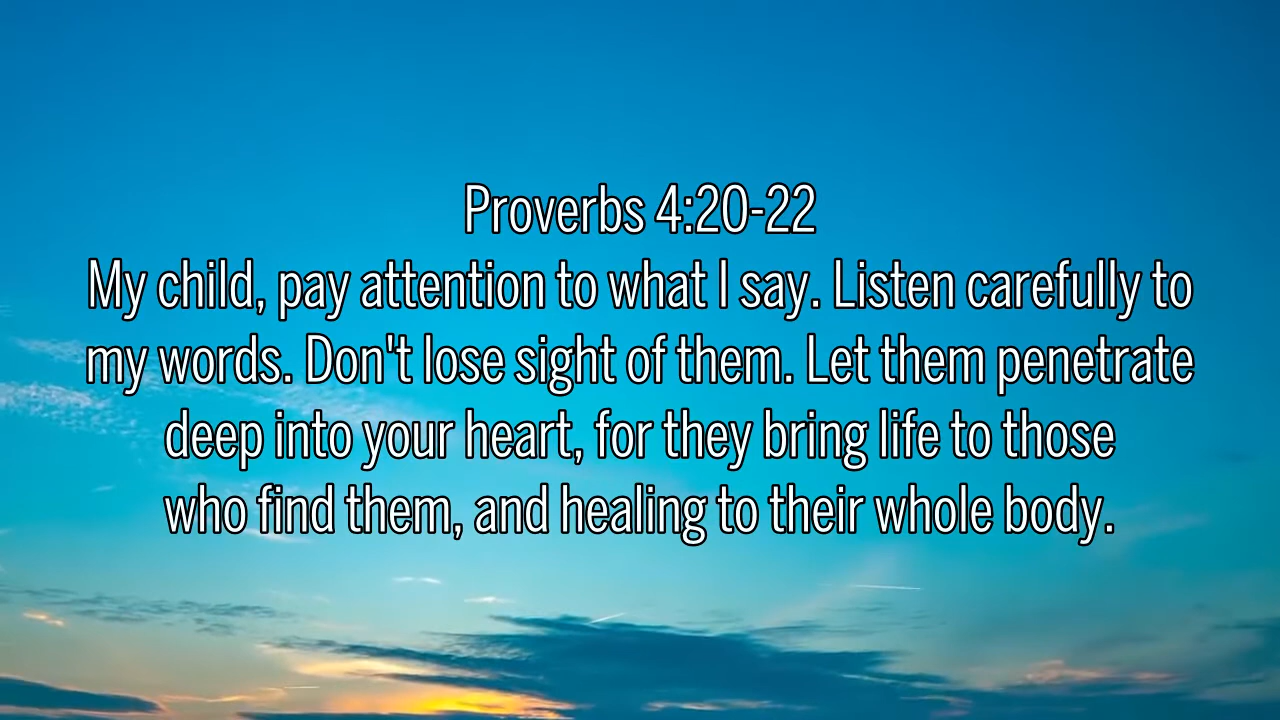 Proverbs 4:20-22
My child, pay attention to what I say. Listen carefully to
my words. Don't lose sight of them. Let them penetrate
deep into your heart, for they bring life to those
who find them, and healing to their whole body.